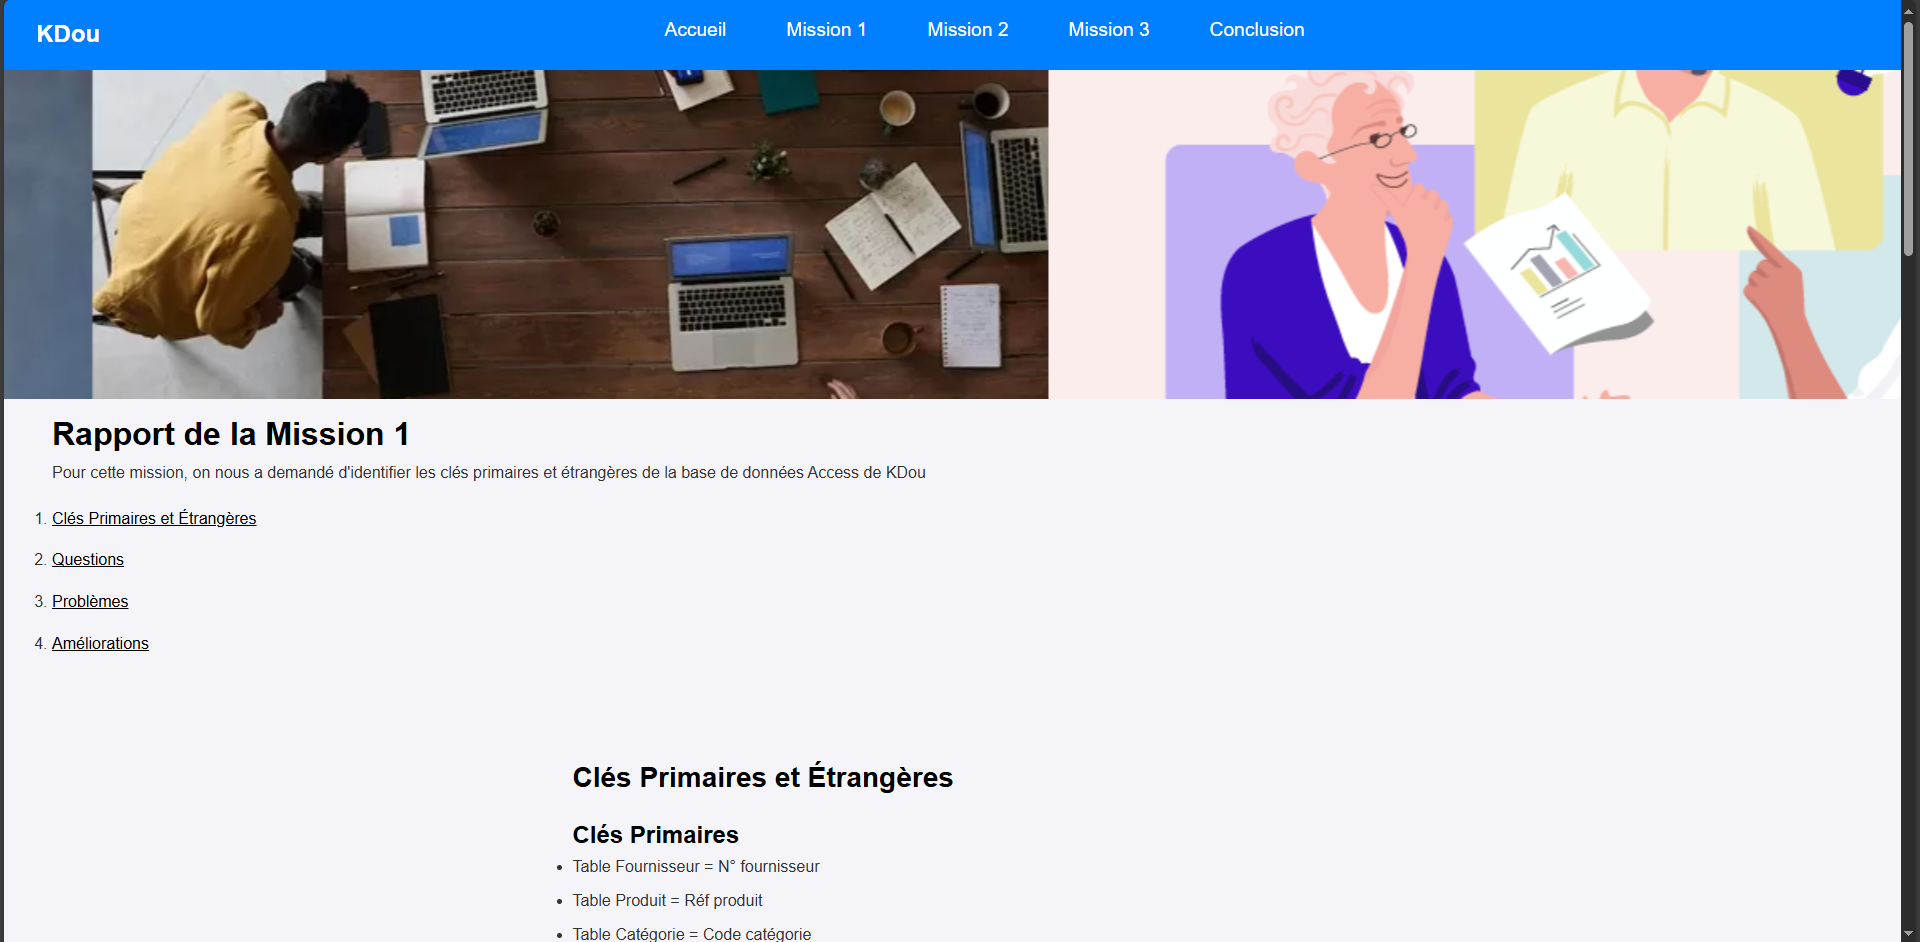 KDou
Accueil
Mission 1
Mission 2
Mission 3
Conclusion
Rapport de la Mission 1
Pour cette mission, on nous a demandé d'identifier les clés primaires et étrangères de la base de données Access de KDou
1. Clés Primaires et Étrangères
2. Questions
3. Problèmes
4. Améliorations
Clés Primaires et Étrangères
Clés Primaires
• Table Fournisseur = N° fournisseur
• Table Produit = Réf produit
• Table Catégorie = Code catégorie